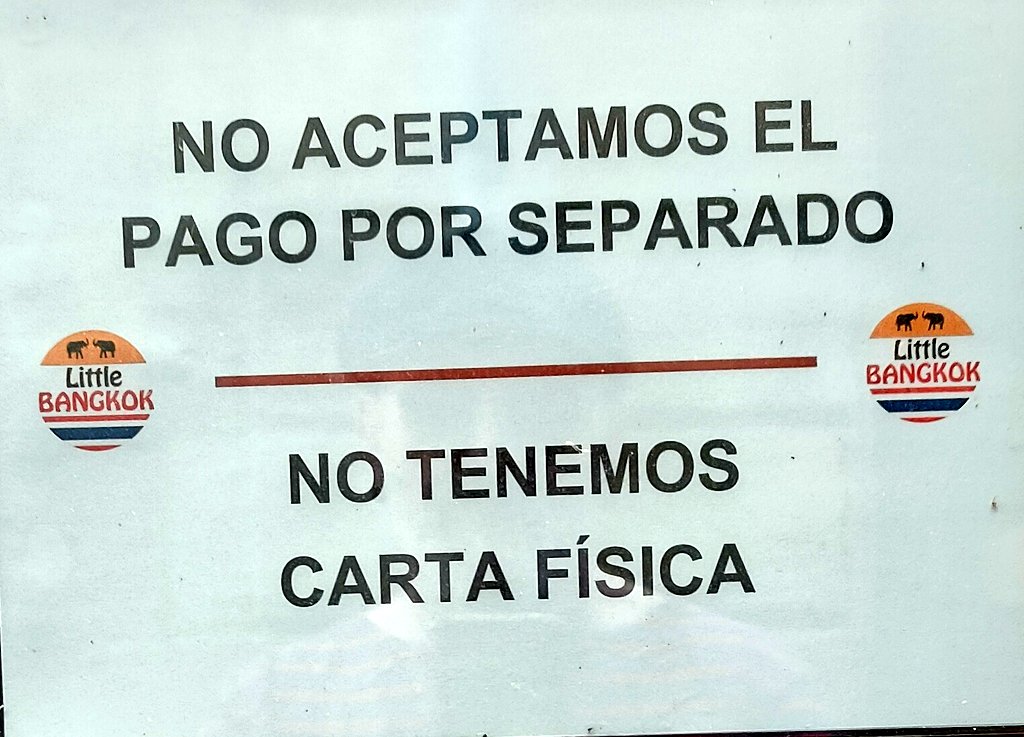 NO ACEPTAMOS EL
PAGO POR SEPARADO
Little
BANGKOK
Little
BANGKOK
NO TENEMOS
CARTA FÍSICA